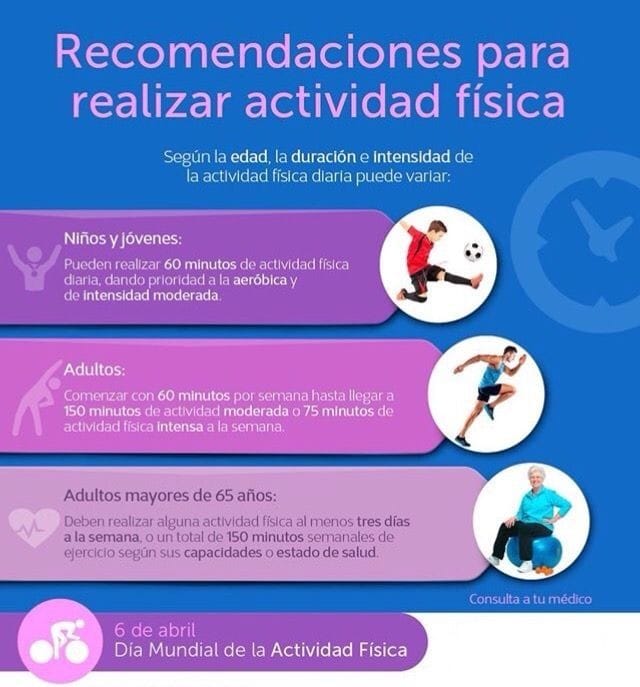 Recomendaciones para
realizar actividad física
Según la edad, la duración e intensidad de
la actividad física diaria puede variar:
Niños y jóvenes:
Pueden realizar 60 minutos de actividad física
diaria, dando prioridad a la aeróbica y
de intensidad moderada.
Adultos:
Comenzar con 60 minutos por semana hasta llegar a
150 minutos de actividad moderada o 75 minutos de
actividad física intensa a la semana.
Adultos mayores de 65 años:
Deben realizar alguna actividad física al menos tres días
a la semana, o un total de 150 minutos semanales de
ejercicio según sus capacidades o estado de salud.
Consulta a tu médico
6 de abril
Día Mundial de la Actividad Física